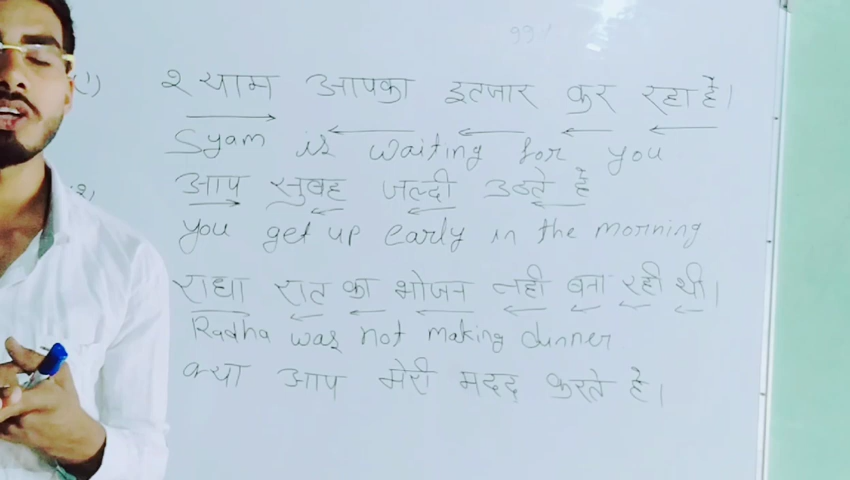 1) श्याम आपका इंतजार कर रहा है।
Syam is waiting for you
2) आप सुबह जल्दी उठते है
you get up early in the morning
राधा रात का भोजन नही बना रही थी।
Radha was not making dunner
क्या आप मेरी मदद करते है।